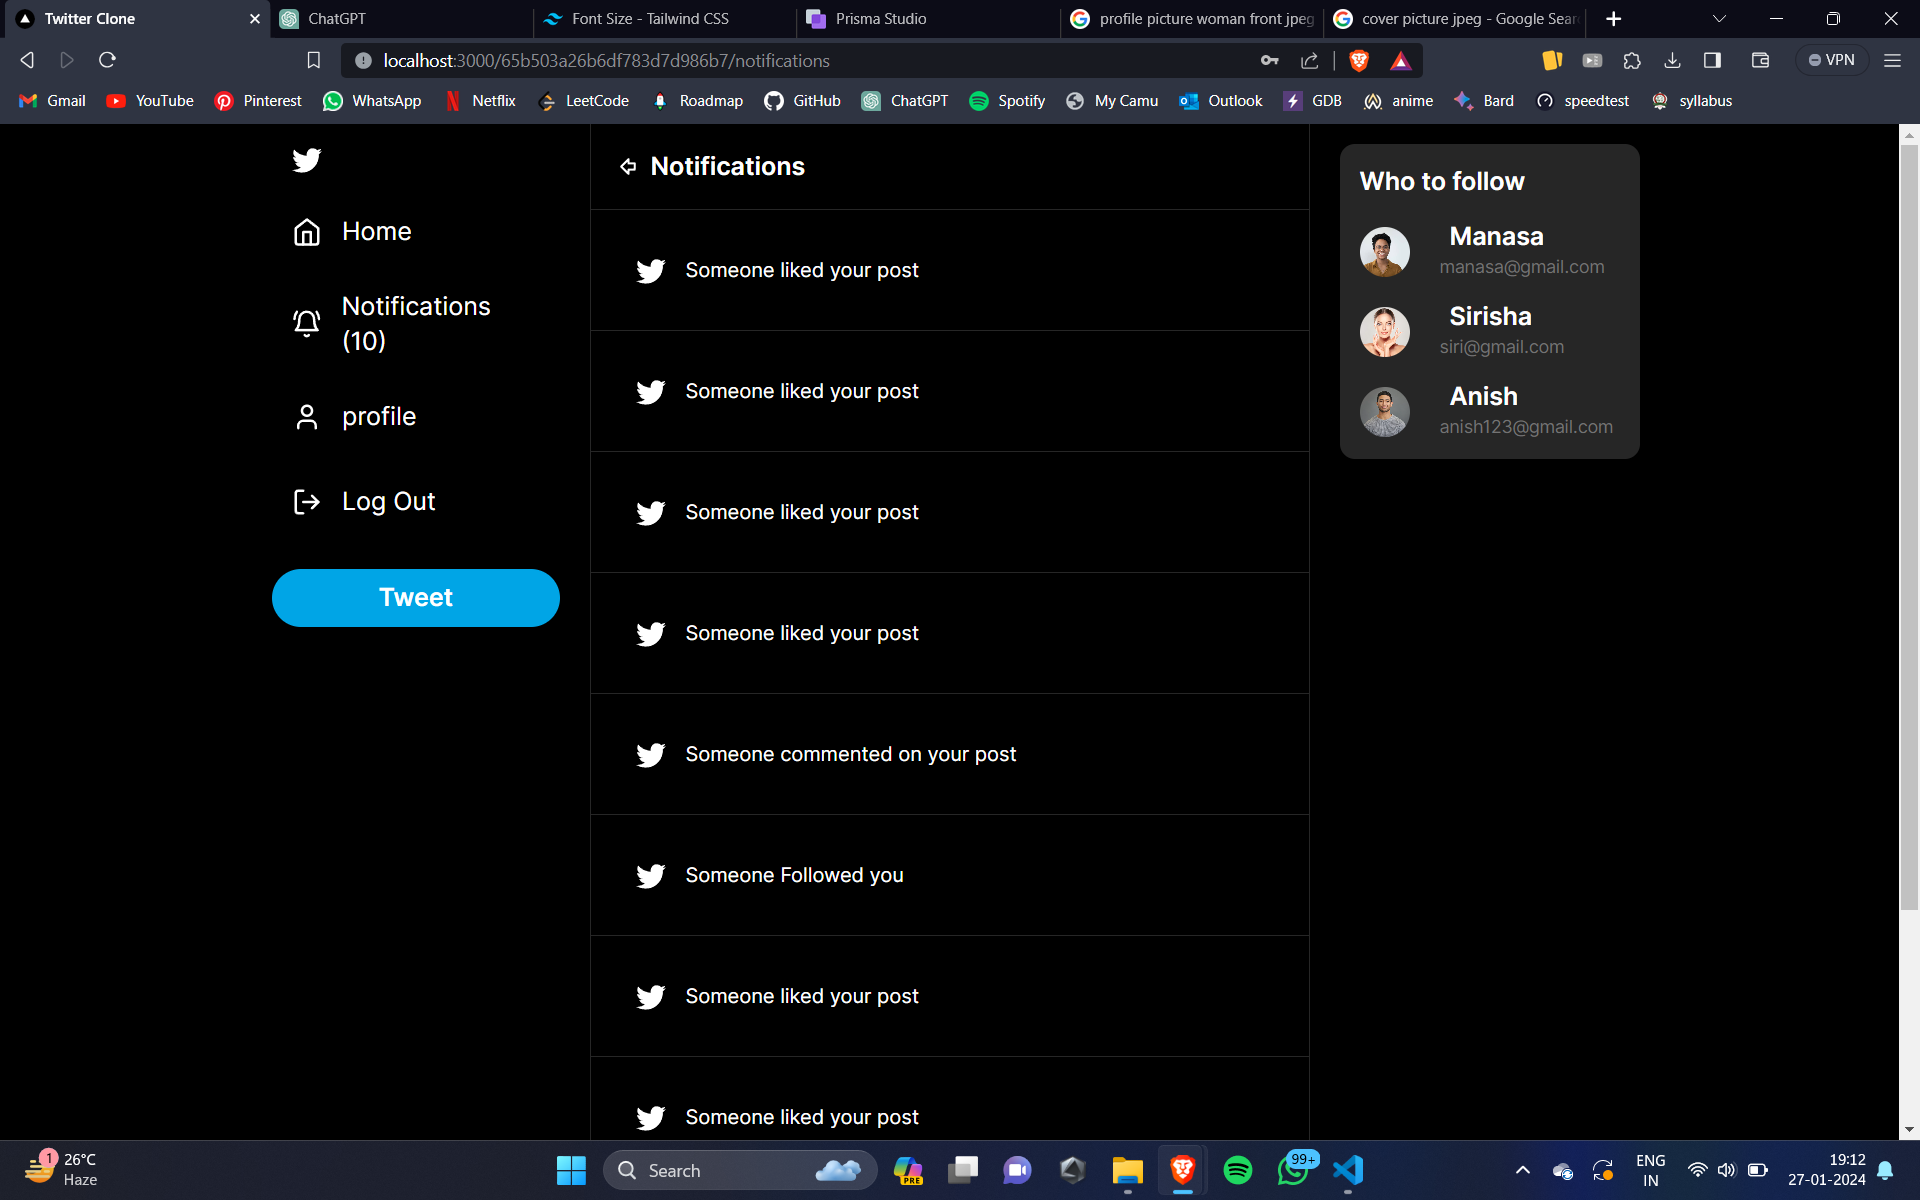 Twitter Clone
ChatGPT
Font Size - Tailwind CSS
Prisma Studio
profile picture woman front jpeg
cover picture jpeg - Google Sear
localhost:3000/65b503a26b6df783d7d986b7/notifications
VPN
Gmail
YouTube
Pinterest
WhatsApp
Netflix
LeetCode
Roadmap
GitHub
ChatGPT
Spotify
My Camu
Outlook
GDB
anime
Bard
speedtest
syllabus
Home
Notifications
(10)
profile
Log Out
Tweet
Notifications
Someone liked your post
Someone liked your post
Someone liked your post
Someone liked your post
Someone commented on your post
Someone Followed you
Someone liked your post
Someone liked your post
Who to follow
Manasa
manasa@gmail.com
Sirisha
siri@gmail.com
Anish
anish123@gmail.com
1
26°C
Haze
Search
PRE
99+
ENG
IN
19:12
27-01-2024